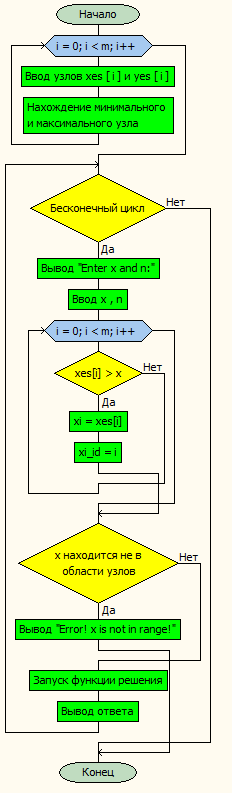 Начало
i = 0; i < m; i++
Ввод узлов xes [ i ] и yes [ i ]
Нахождение минимального
и максимального узла
Бесконечный цикл
Нет
Да
Вывод "Enter x and n:"
Ввод x , n
i = 0; i < m; i++
Нет
xes[i] > x
Да
xi = xes[i]
xi_id = i
x находится не в
области узлов
Нет
Да
Вывод "Error! x is not in range!"
Запуск функции решения
Вывод ответа
Конец